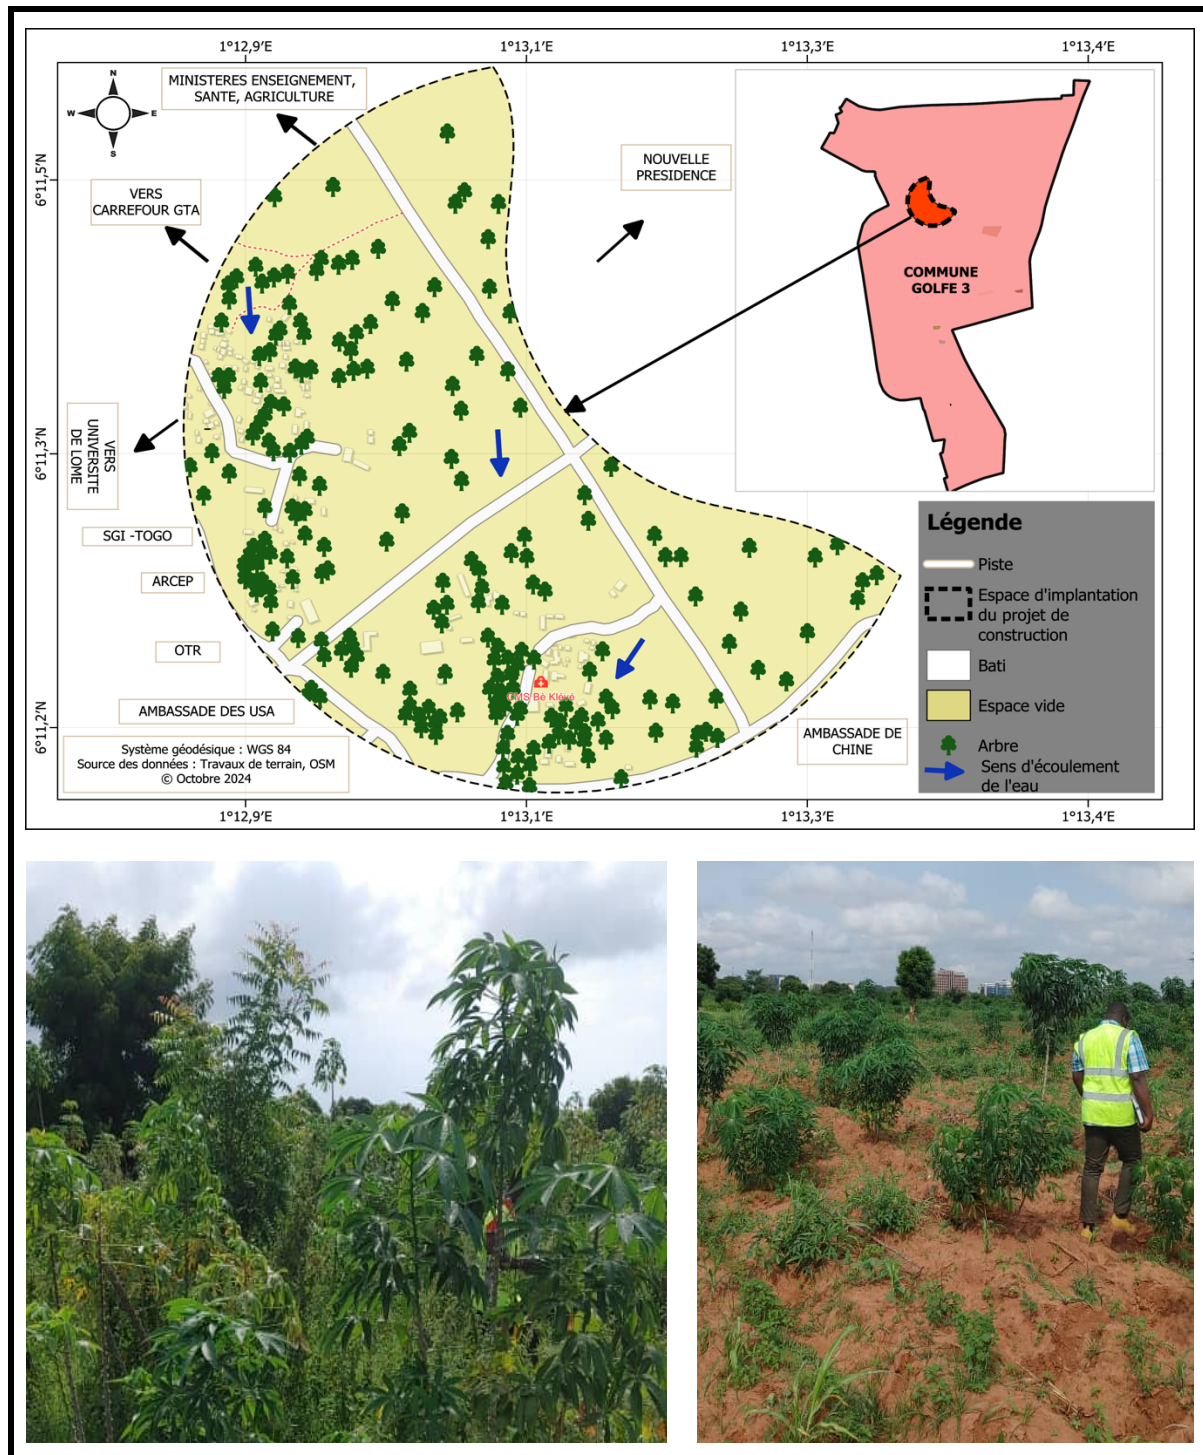 1°12,9'E
1°13,1'E
1°13,3'E
1°13,4'E
N
W
E
S
MINISTERES ENSEIGNEMENT,
SANTE, AGRICULTURE
VERS
CARREFOUR GTA
NOUVELLE
PRESIDENCE
6°11,5'N
6°11,3'N
6°11,2'N
COMMUNE
GOLFE 3
VERS
UNIVERSITE
DE LOME
SGI -TOGO
ARCEP
OTR
AMBASSADE DES USA
CMS Bè Klévé
AMBASSADE DE
CHINE
Système géodésique : WGS 84
Source des données : Travaux de terrain, OSM
© Octobre 2024
Légende
Piste
Espace d'implantation
du projet de
construction
Bati
Espace vide
Arbre
Sens d'écoulement
de l'eau
1°12,9'E
1°13,1'E
1°13,3'E
1°13,4'E